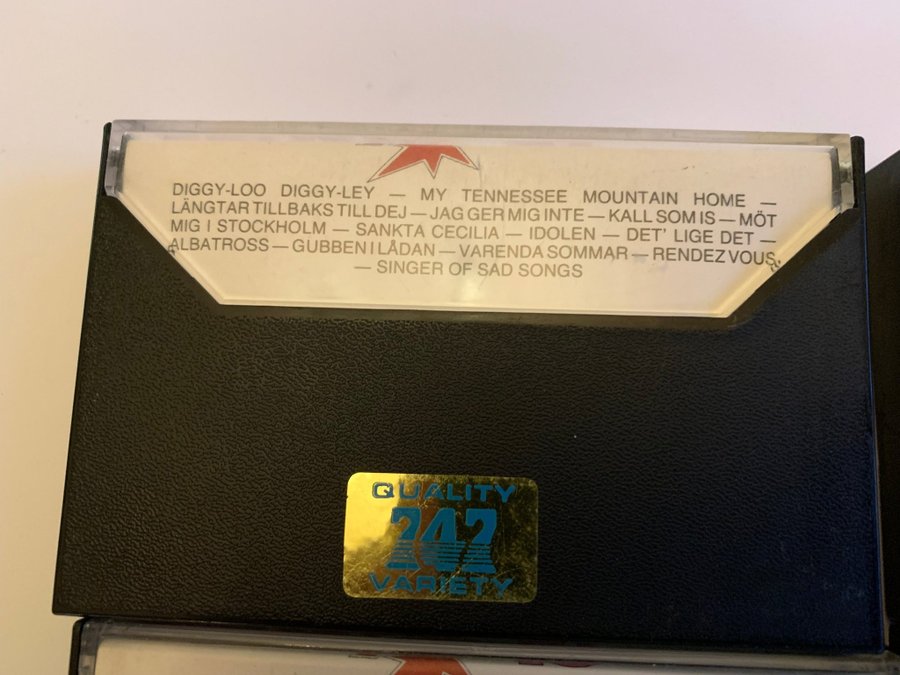 DIGGY-LOO DIGGY-LEY — MY TENNESSEE MOUNTAIN HOME —
LÄNGTAR TILLBAKS TILL DEJ — JAG GER MIG INTE — KALL SOM IS — MÖT
MIG I STOCKHOLM — SANKTA CECILIA — IDOLEN — DET' LIGE DET —
ALBATROSS — GUBBEN I LÅDAN — VARENDA SOMMAR — RENDEZ VOUS
— SINGER OF SAD SONGS
QUALITY
242
VARIETY